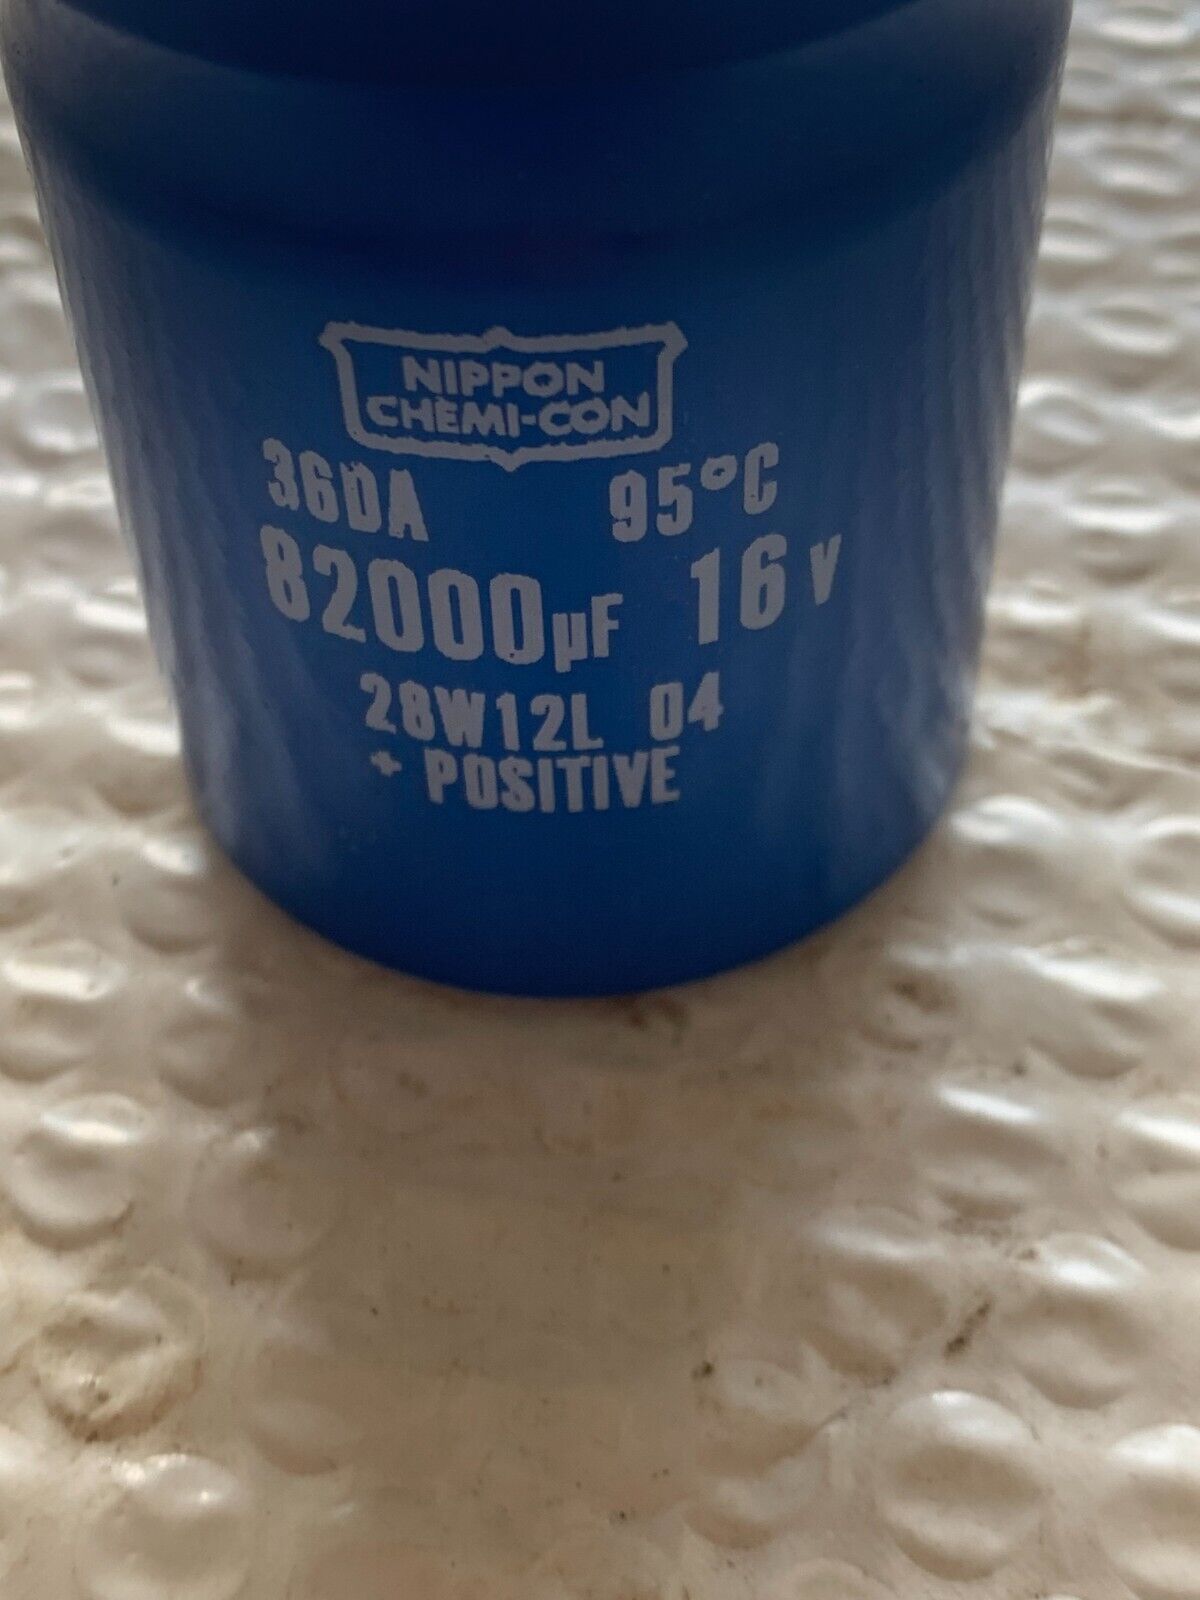 NIPPON
CHEMI-CON
36DA 95°C
82000µF 16V
28W12L 04
+ POSITIVE